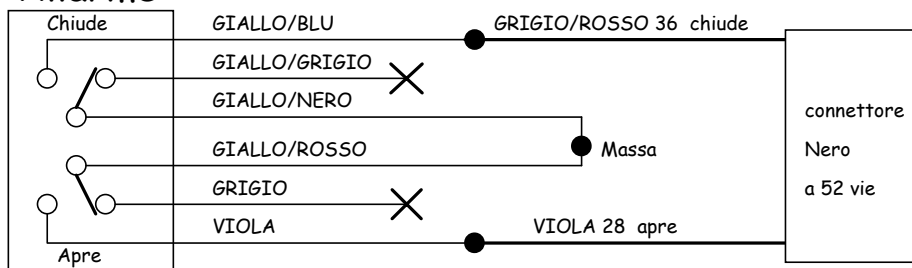 Chiude
GIALLO/BLU
GRIGIO/ROSSO 36 chiude
GIALLO/GRIGIO
GIALLO/NERO
connettore
Nero
a 52 vie
GIALLO/ROSSO
Massa
GRIGIO
VIOLA
VIOLA 28 apre
Apre